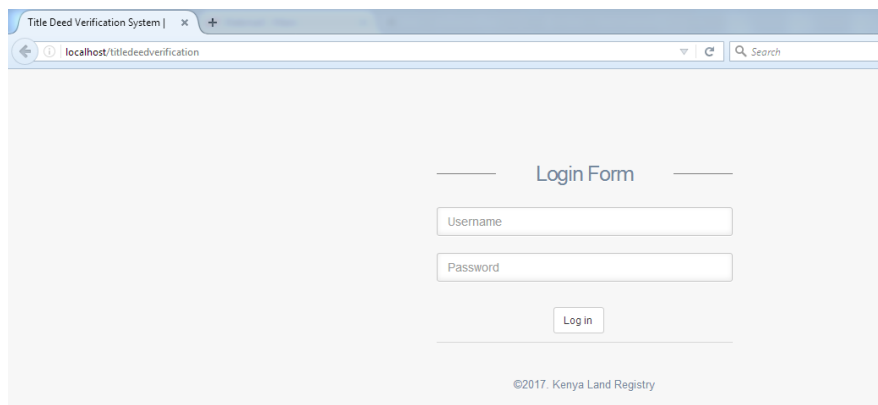 Title Deed Verification System |
localhost/titledeedverification
Search
Login Form
Username
Password
Log in
©2017. Kenya Land Registry